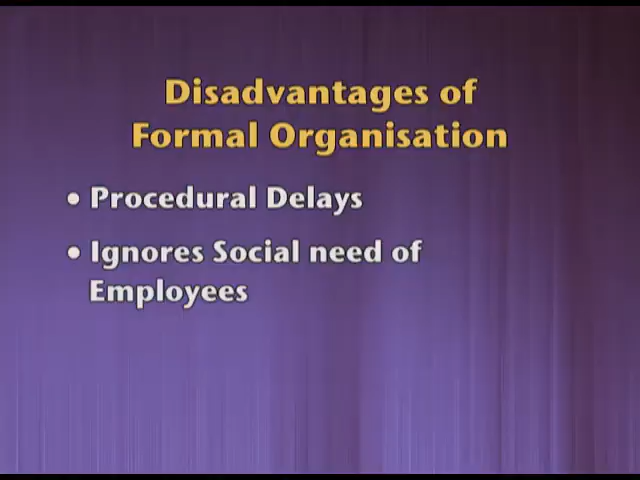 Disadvantages of
Formal Organisation
• Procedural Delays
• Ignores Social need of
Employees